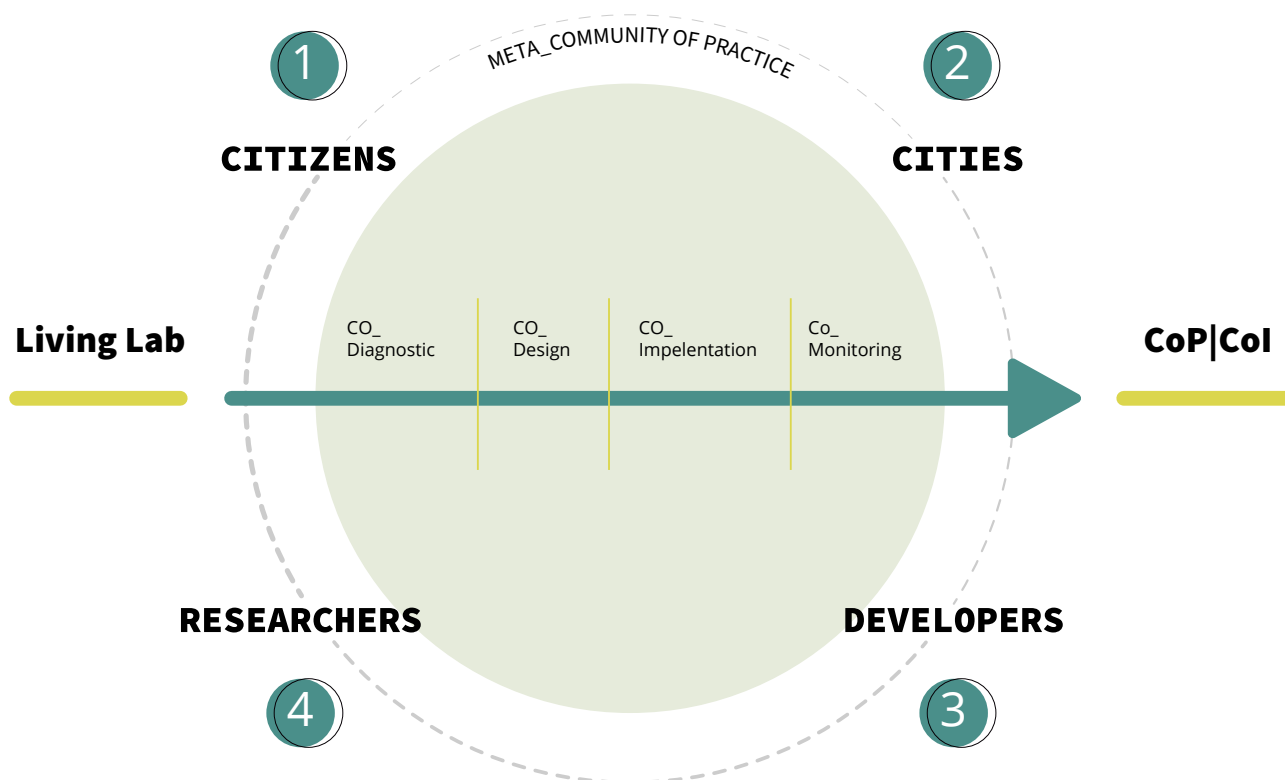 META_COMMUNITY OF PRACTICE
1
2
CITIZENS
CITIES
Living Lab
CO_
Diagnostic
CO_
Design
CO_
Impelentation
Co_
Monitoring
CoP|CoI
RESEARCHERS
DEVELOPERS
4
3